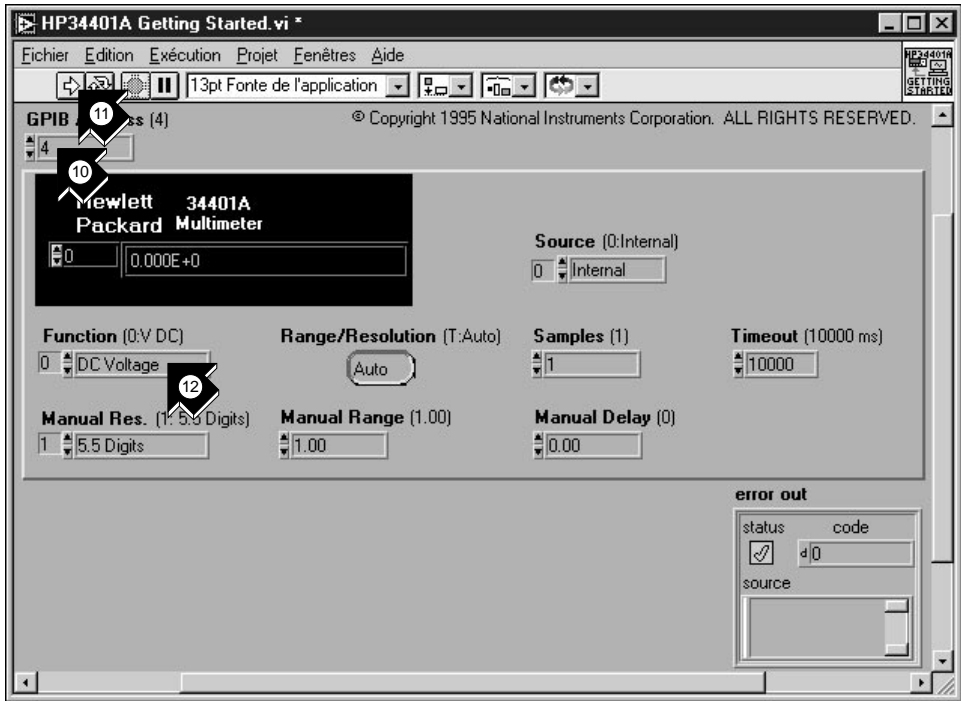 HP34401A Getting Started.vi *
Fichier Edition Exécution Projet Fenêtres Aide
HP34401A
GETTING
STARTED
13pt Fonte de l'application
11
GPIB (4)
© Copyright 1995 National Instruments Corporation. ALL RIGHTS RESERVED.
4
10
Hewlett 34401A
Packard Multimeter
0 0.000E+0
Source (0:Internal)
0 Internal
Function (0:V DC) Range/Resolution (T:Auto) Samples (1) Timeout (10000 ms)
0 DC Voltage Auto 1 10000
12
Manual Res. (1: 5.5 Digits) Manual Range (1.00) Manual Delay (0)
1 5.5 Digits 1.00 0.00
error out
status code
d 0
source